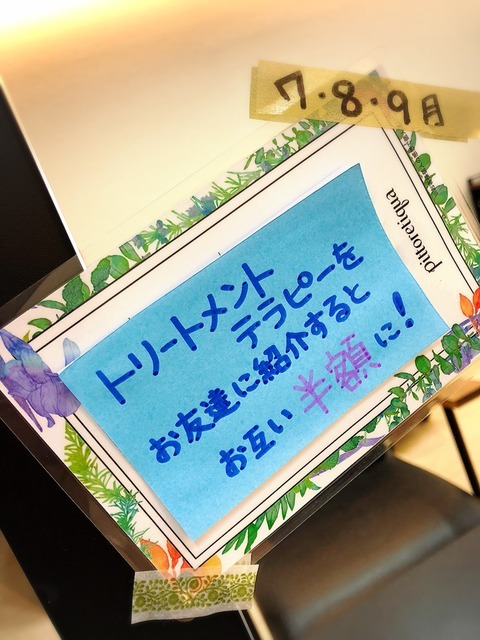 7・8・9月
pittoretiqua
トリートメント
テラピーを
お友達に紹介すると
お互い半額に!